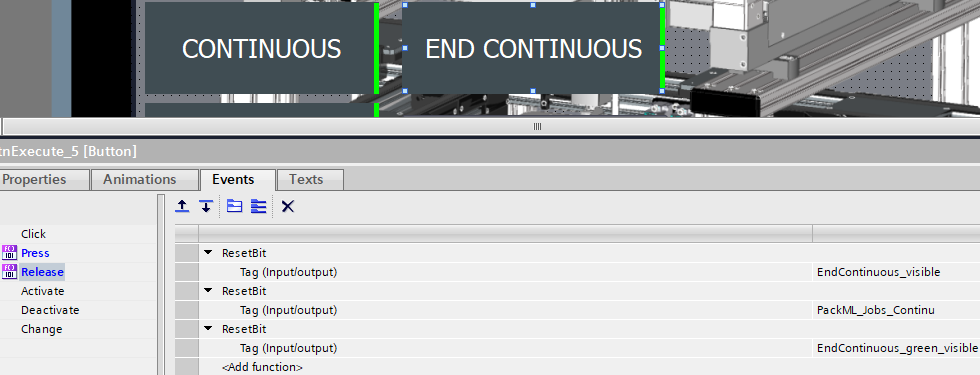 CONTINUOUS
END CONTINUOUS
tnExecute_5 [Button]
Properties
Animations
Events
Texts
Click
Press
Release
Activate
Deactivate
Change
ResetBit
Tag (Input/output) EndContinuous_visible
ResetBit
Tag (Input/output) PackML_Jobs_Continu
ResetBit
Tag (Input/output) EndContinuous_green_visible
<Add function>